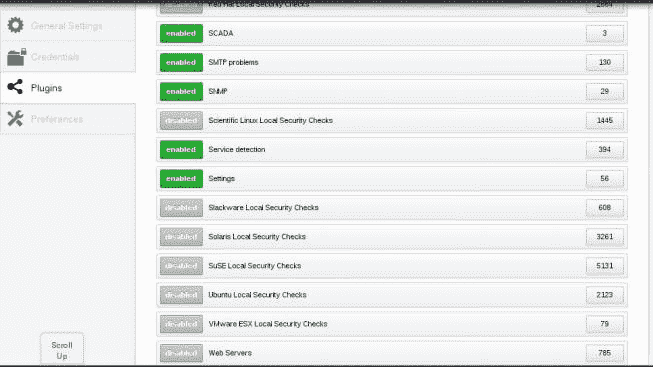 General Settings
Credentials
Plugins
Preferences
Scroll
Up
Red Hat Local Security Checks
enabled SCADA 3
enabled SMTP problems 130
enabled SNMP 29
disabled Scientific Linux Local Security Checks 1445
enabled Service detection 394
enabled Settings 56
disabled Slackware Local Security Checks 608
disabled Solaris Local Security Checks 3261
disabled SuSE Local Security Checks 5131
disabled Ubuntu Local Security Checks 2123
disabled VMware ESX Local Security Checks 79
disabled Web Servers 785